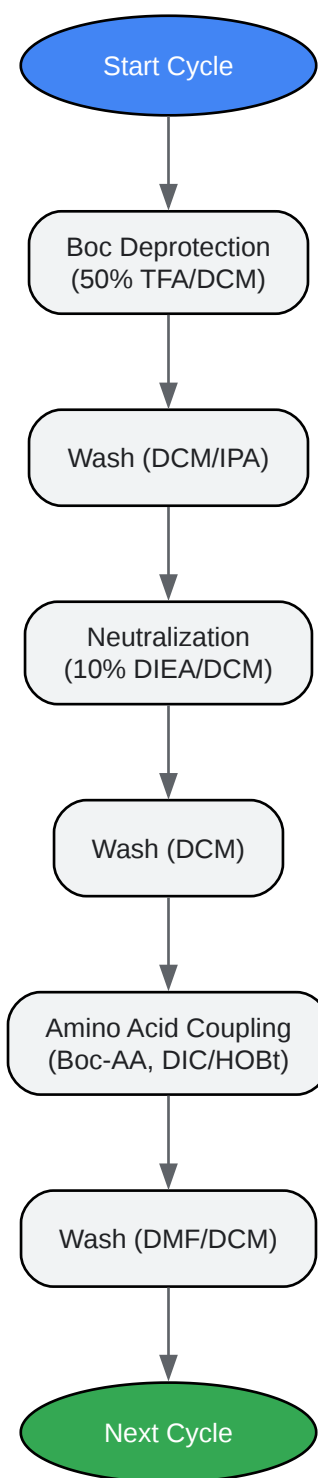 Start Cycle
Boc Deprotection
(50% TFA/DCM)
Wash (DCM/IPA)
Neutralization
(10% DIEA/DCM)
Wash (DCM)
Amino Acid Coupling
(Boc-AA, DIC/HOBt)
Wash (DMF/DCM)
Next Cycle